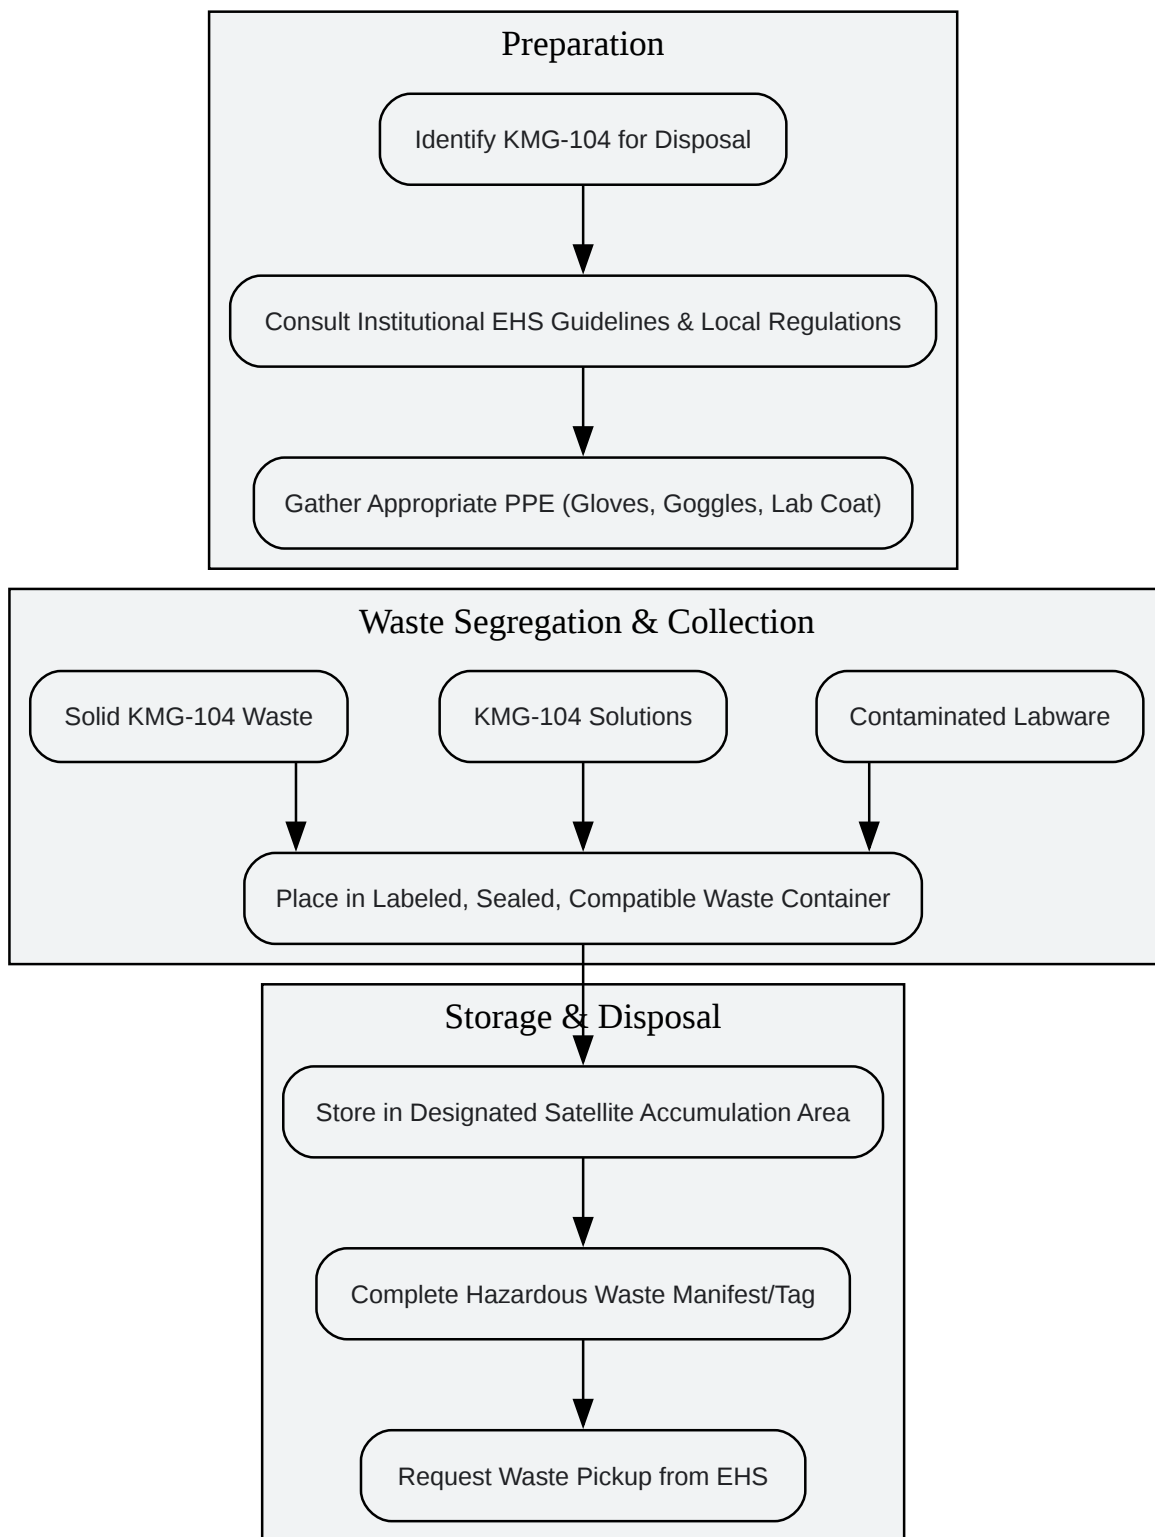 Preparation
Identify KMG-104 for Disposal
Consult Institutional EHS Guidelines & Local Regulations
Gather Appropriate PPE (Gloves, Goggles, Lab Coat)
Waste Segregation & Collection
Solid KMG-104 Waste
KMG-104 Solutions
Contaminated Labware
Place in Labeled, Sealed, Compatible Waste Container
Storage & Disposal
Store in Designated Satellite Accumulation Area
Complete Hazardous Waste Manifest/Tag
Request Waste Pickup from EHS